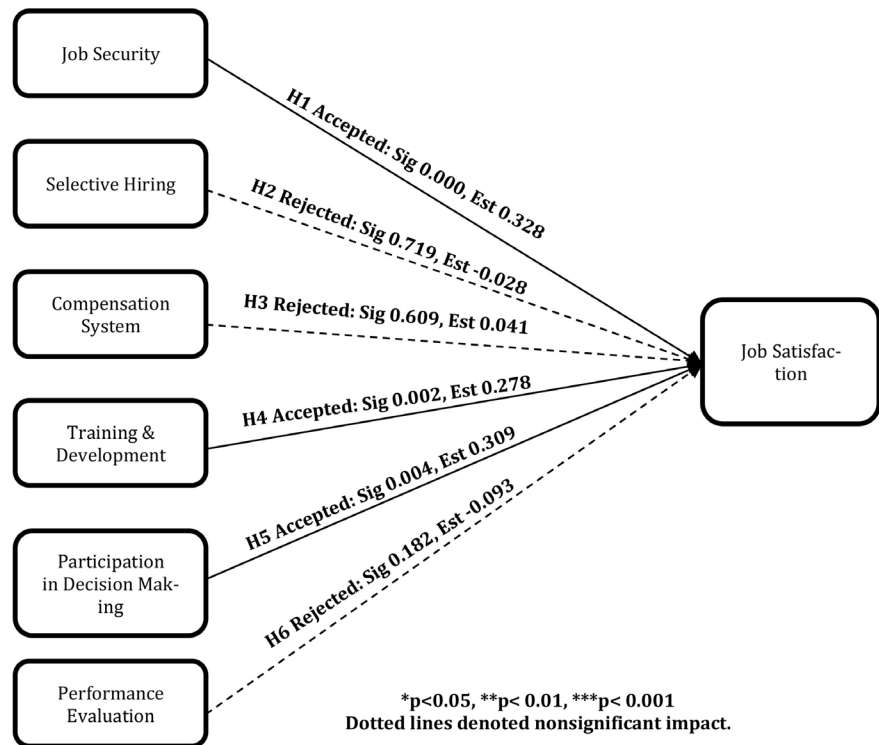 Job Security
H1 Accepted: Sig 0.000, Est 0.328
Selective Hiring
H2 Rejected: Sig 0.719, Est -0.028
Compensation
System
H3 Rejected: Sig 0.609, Est 0.041
Job Satisfac-
tion
Training &
Development
H4 Accepted: Sig 0.002, Est 0.278
Participation
in Decision Mak-
ing
H5 Accepted: Sig 0.004, Est 0.309
Performance
Evaluation
H6 Rejected: Sig 0.182, Est -0.093
*p<0.05, **p< 0.01, ***p< 0.001
Dotted lines denoted nonsignificant impact.